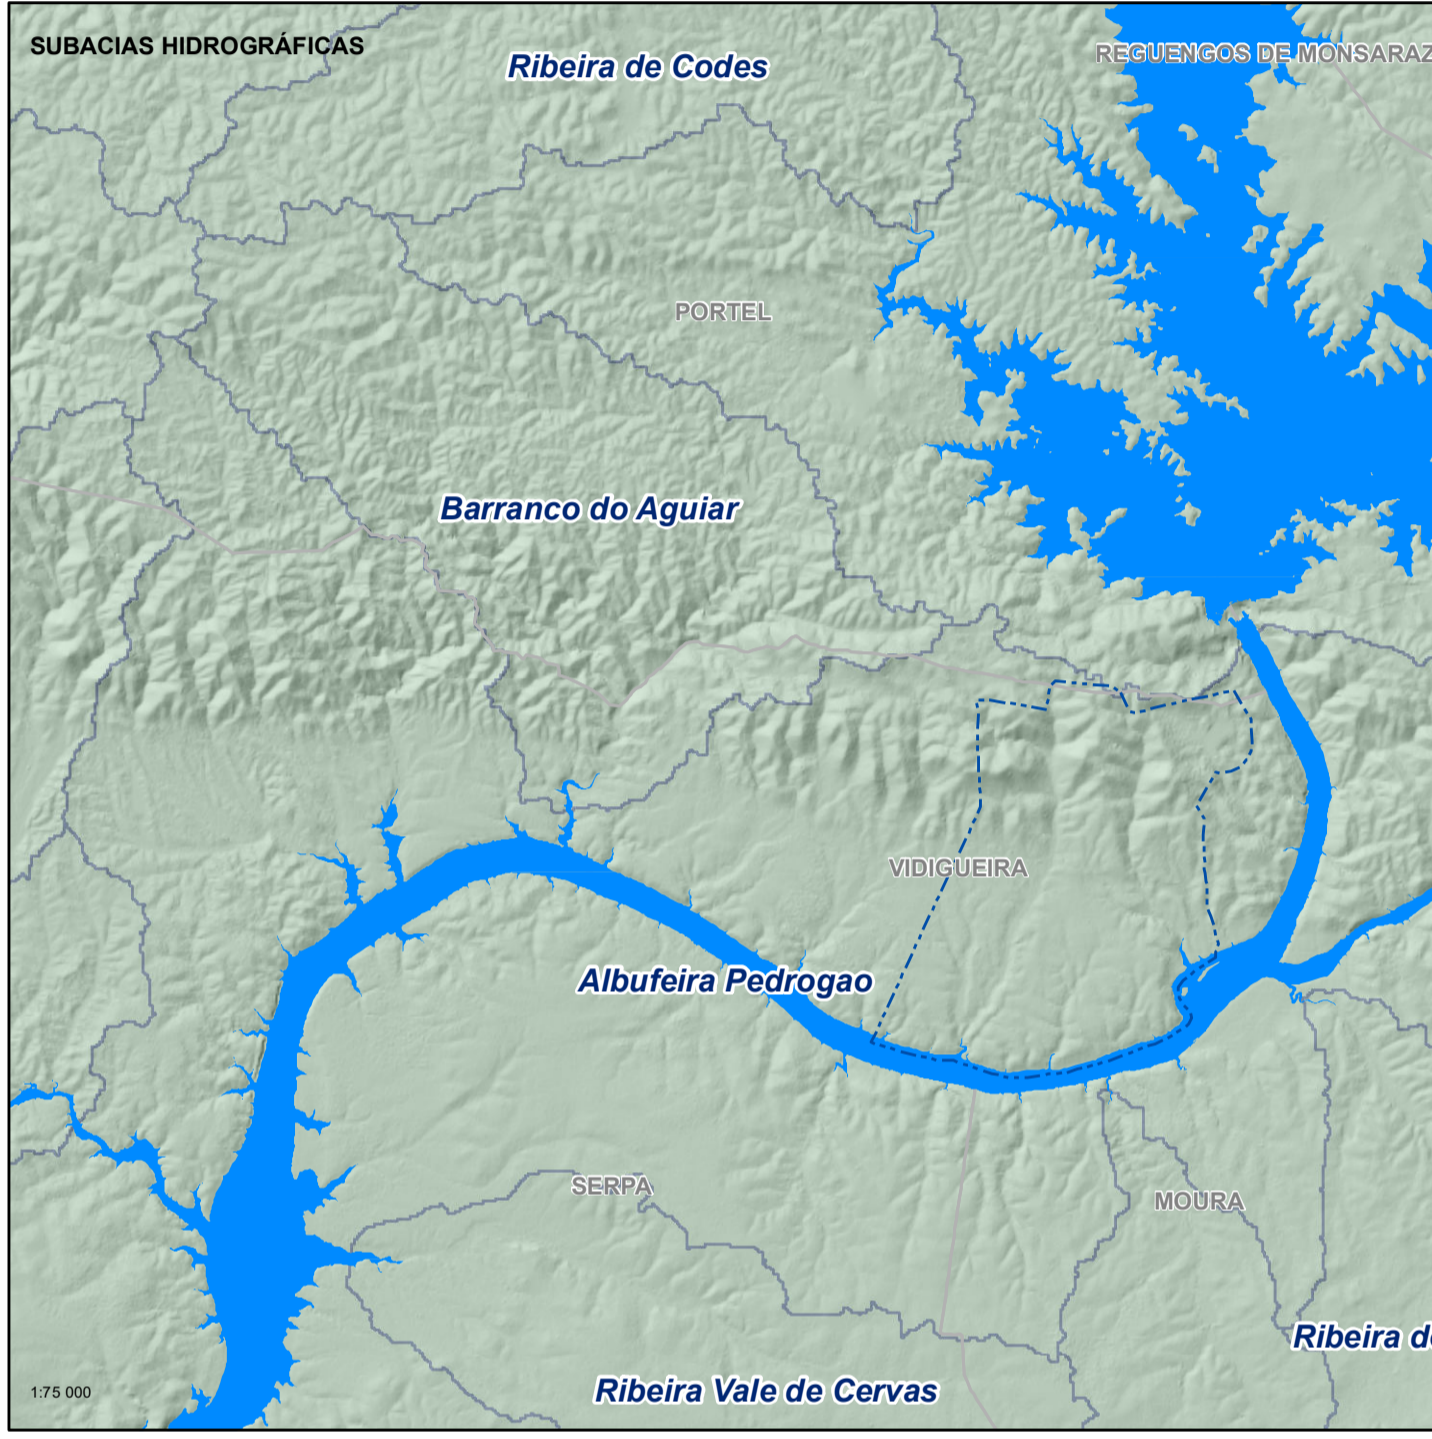 SUBACIAS HIDROGRÁFICAS
Ribeira de Codes
REGUENGOS DE MONSARAZ
PORTEL
Barranco do Aguiar
VIDIGUEIRA
Albufeira Pedrogao
SERPA
MOURA
Ribeira d
1:75 000
Ribeira Vale de Cervas